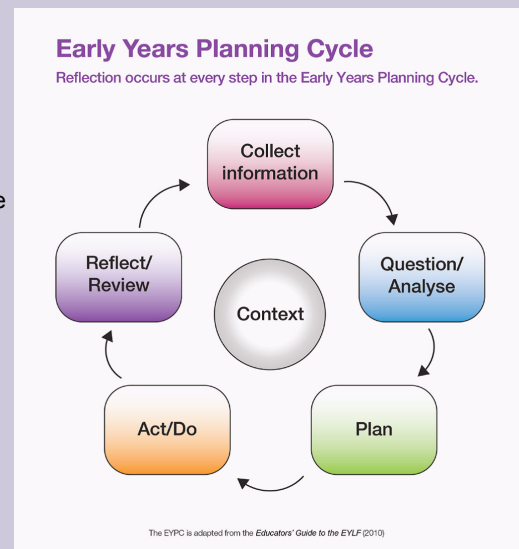 Early Years Planning Cycle
Reflection occurs at every step in the Early Years Planning Cycle.
e
Collect
information
Question/
Analyse
Plan
Act/Do
Reflect/
Review
Context
The EYPC is adapted from the Educators' Guide to the EYLF (2010)